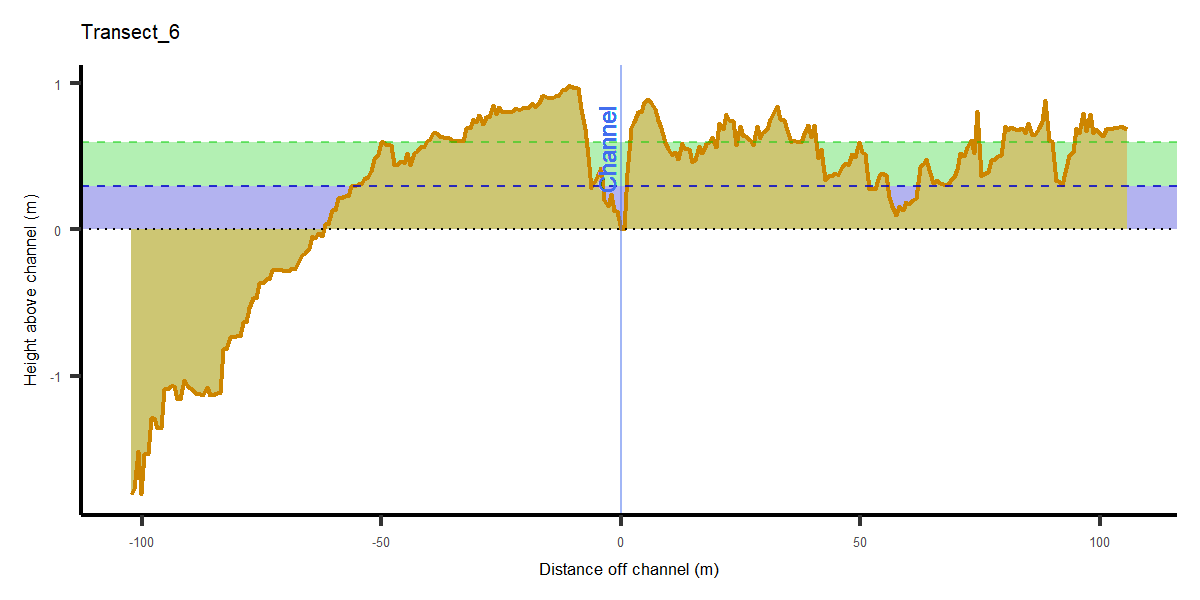 Transect_6
Height above channel (m)
1
0
-1
Channel
-100
-50
0
50
100
Distance off channel (m)